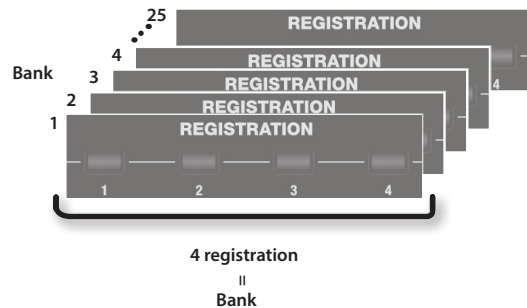 25 REGISTRATION
4 REGISTRATION 4
Bank
3 REGISTRATION
2 REGISTRATION
1 REGISTRATION
1 2 3 4
4 registration
=
Bank